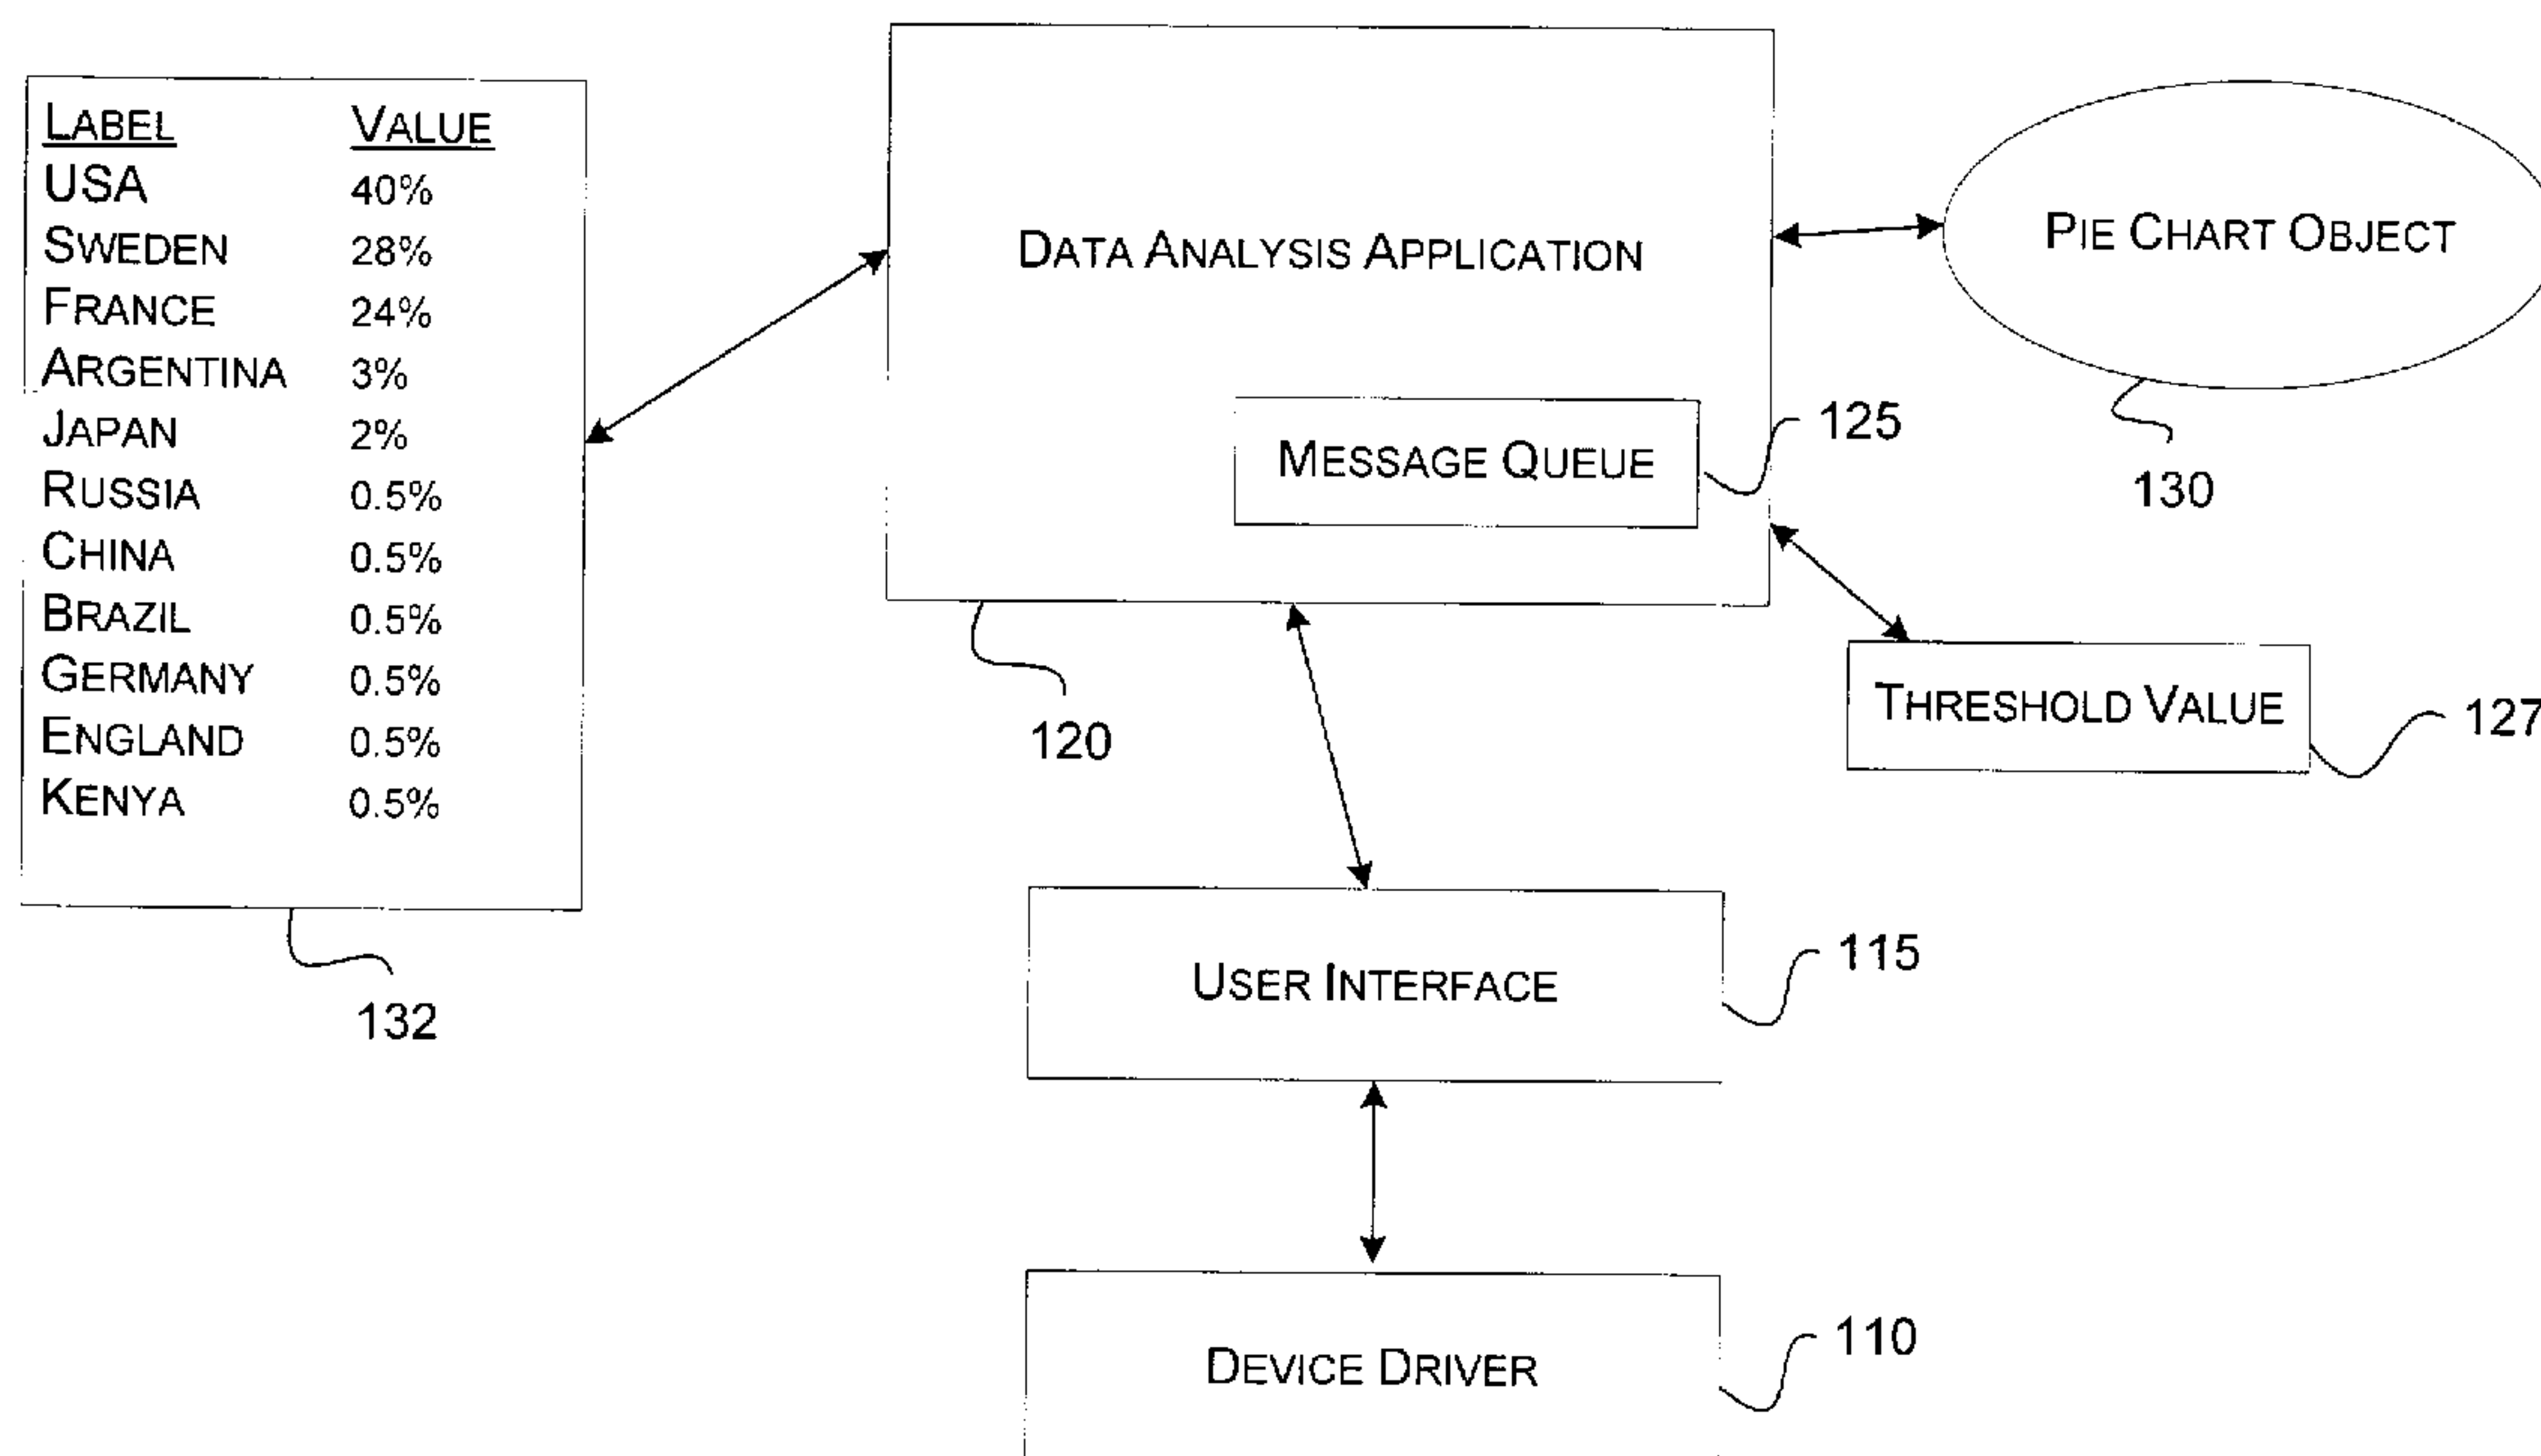 LABEL VALUE
USA 40%
SWEDEN 28%
FRANCE 24%
ARGENTINA 3%
JAPAN 2%
RUSSIA 0.5%
CHINA 0.5%
BRAZIL 0.5%
GERMANY 0.5%
ENGLAND 0.5%
KENYA 0.5%
132
DATA ANALYSIS APPLICATION
MESSAGE QUEUE
125
120
PIE CHART OBJECT
130
THRESHOLD VALUE
127
USER INTERFACE
115
DEVICE DRIVER
110